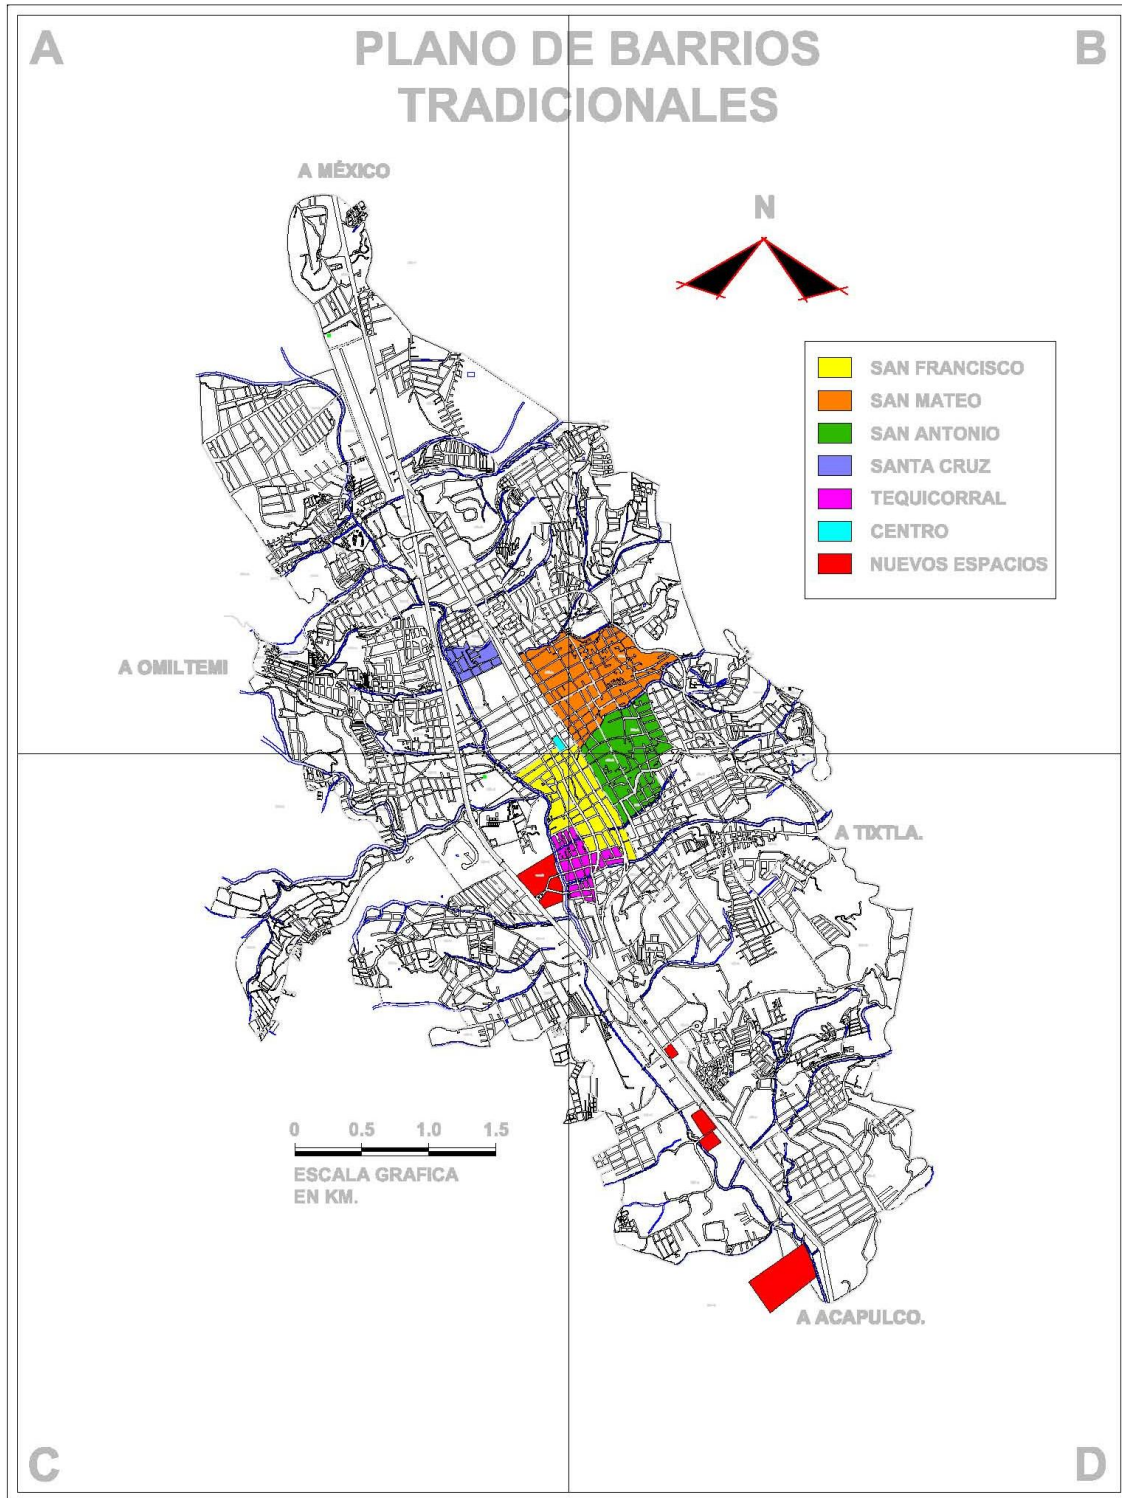 A
B
PLANO DE BARRIOS
TRADICIONALES
A MÉXICO
N
SAN FRANCISCO
SAN MATEO
SAN ANTONIO
SANTA CRUZ
TEQUICORRAL
CENTRO
NUEVOS ESPACIOS
A OMILTEMI
A TIXTLA.
0 0.5 1.0 1.5
ESCALA GRAFICA
EN KM.
A ACAPULCO.
C
D